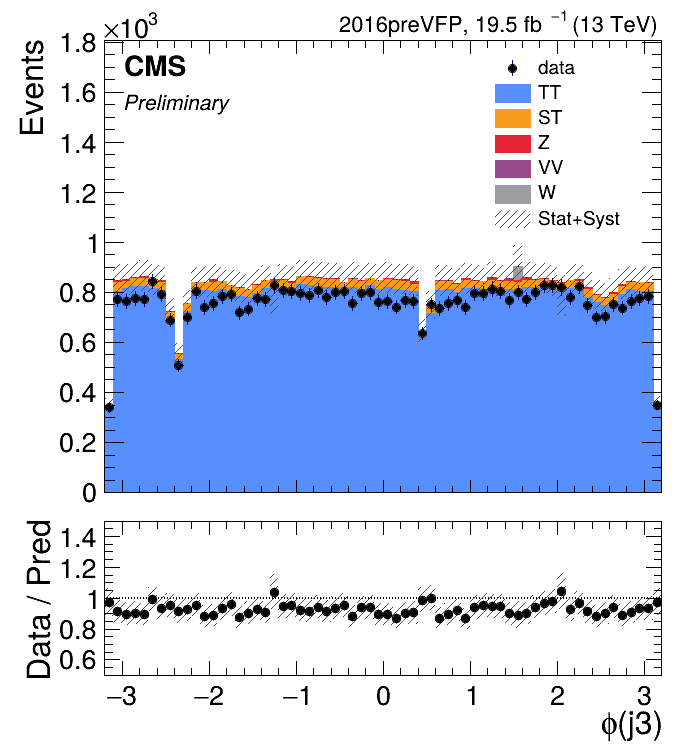 ×10³
2016preVFP, 19.5 fb ⁻¹ (13 TeV)
Events
1.8
1.6
1.4
1.2
1
0.8
0.6
0.4
0.2
0
CMS
Preliminary
data
TT
ST
Z
VV
W
Stat+Syst
Data / Pred
1.4
1.2
1
0.8
0.6
−3 −2 −1 0 1 2 3
ϕ(j3)